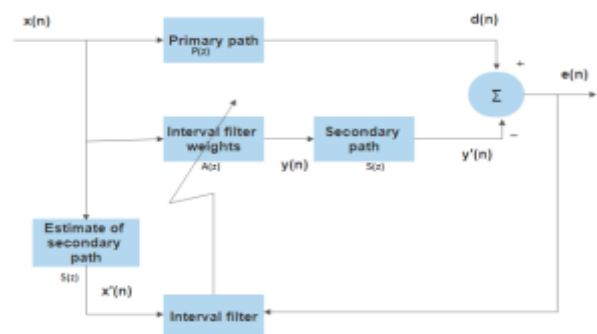 x(n)
d(n)
Primary path
P(z)
+
e(n)
Σ
Interval filter
weights
A(z)
y(n)
Secondary
path
S(z)
y'(n)
−
Estimate of
secondary
path
S(z)
x'(n)
Interval filter